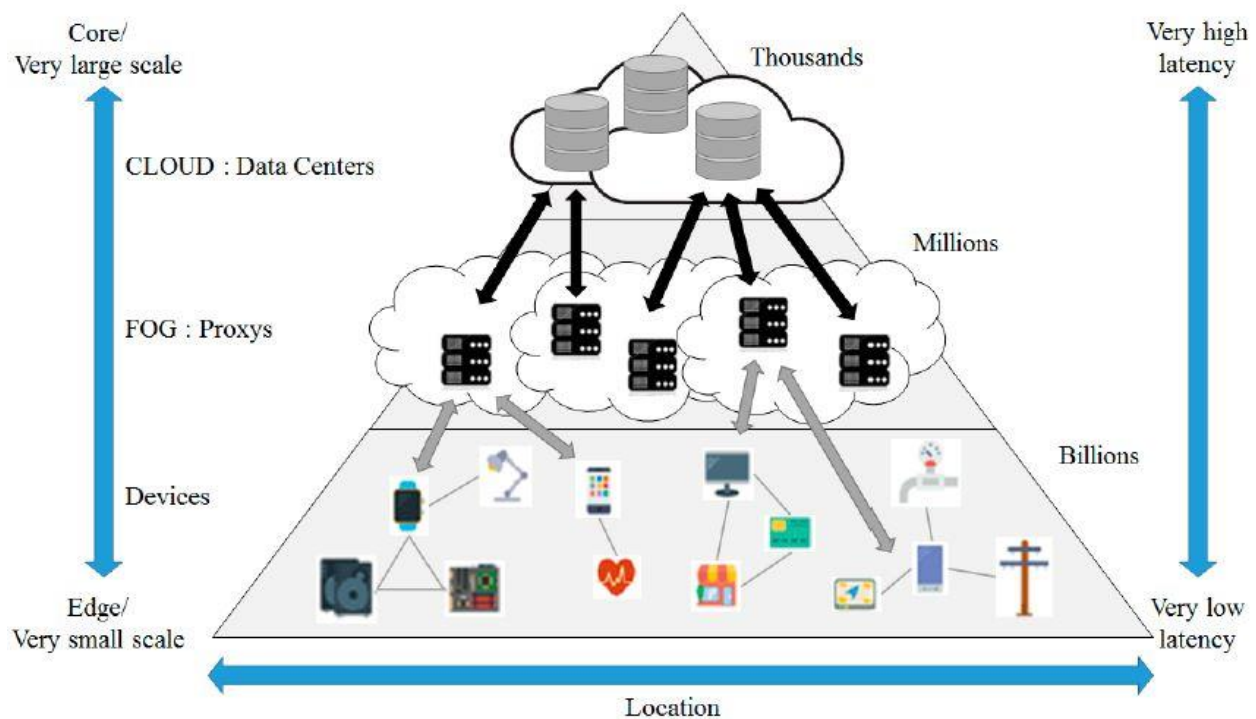 Core/
Very large scale
Thousands
Very high
latency
CLOUD : Data Centers
Millions
FOG : Proxys
Billions
Devices
Edge/
Very small scale
Very low
latency
Location